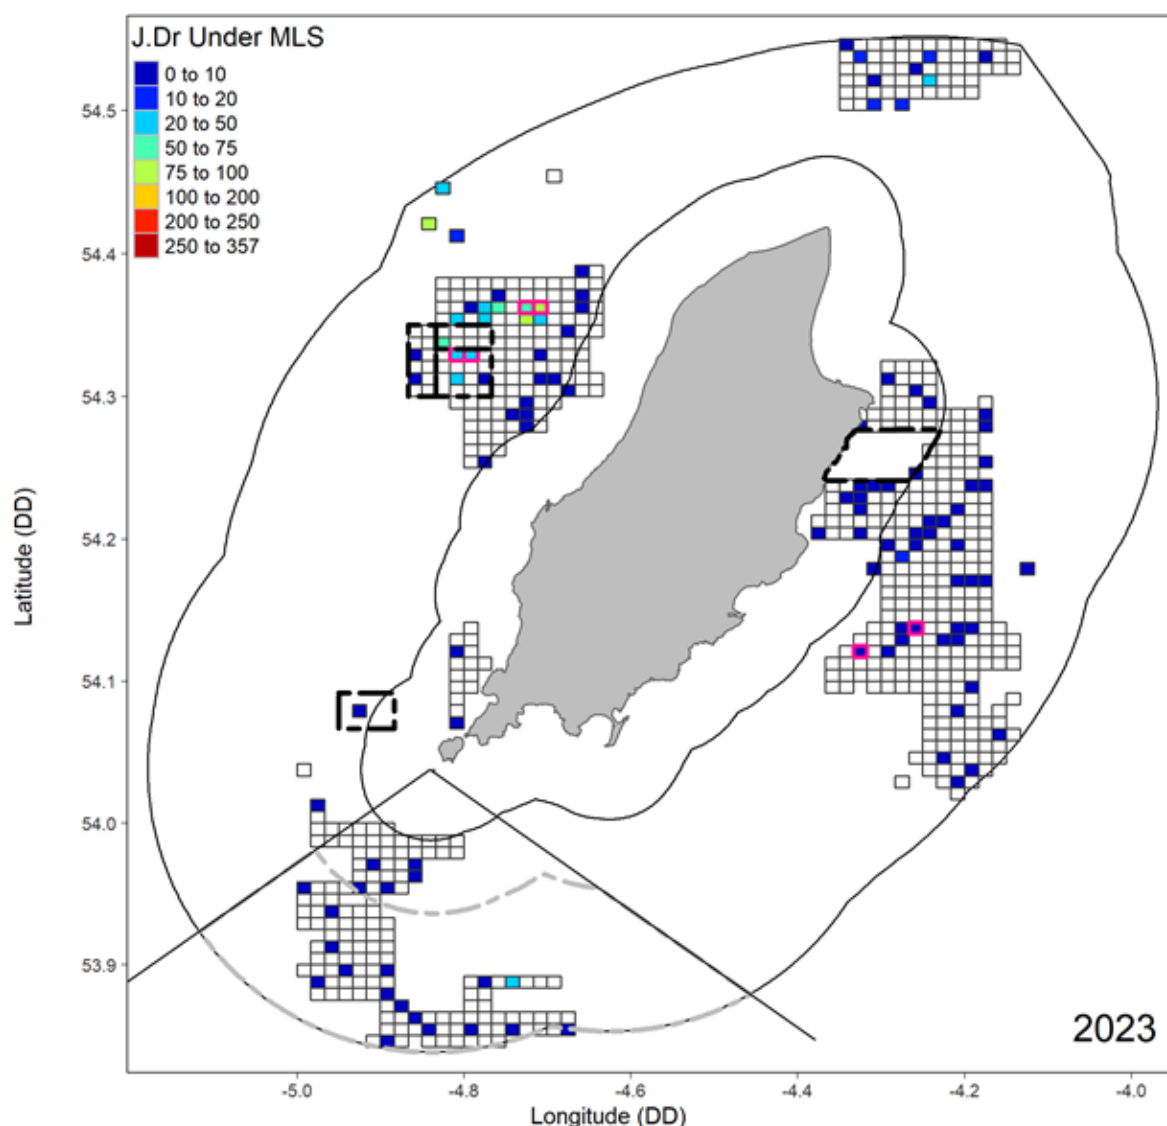 J.Dr Under MLS
0 to 10
10 to 20
20 to 50
50 to 75
75 to 100
100 to 200
200 to 250
250 to 357
54.5
54.4
54.3
54.2
54.1
54.0
53.9
Latitude (DD)
2023
-5.0 -4.8 -4.6 -4.4 -4.2 -4.0
Longitude (DD)